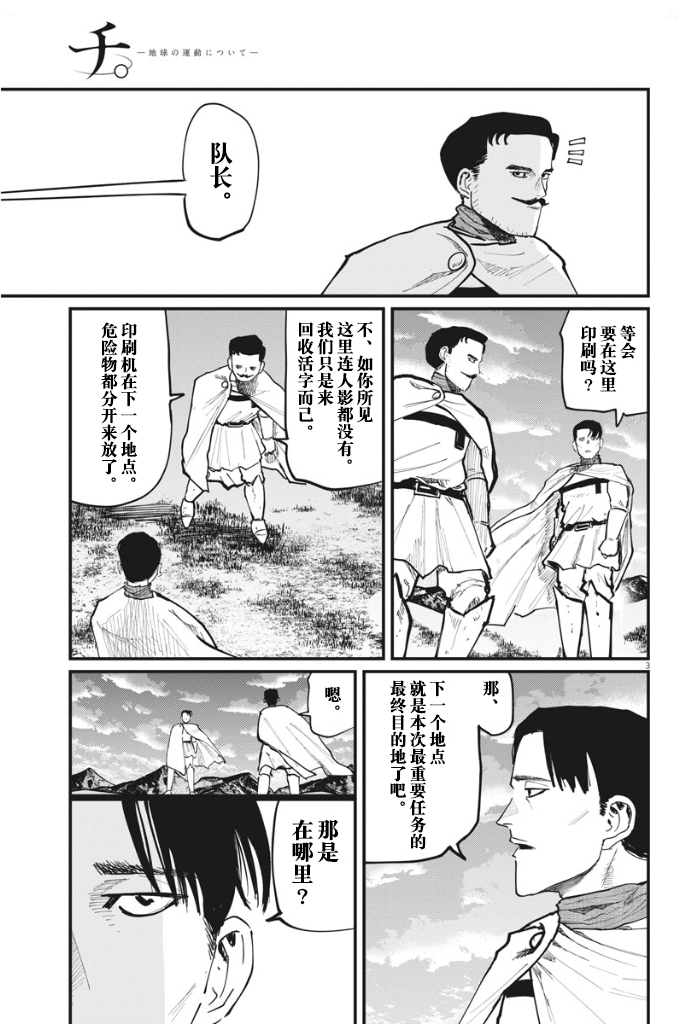 チ。
―地球の運動について―
队长。
等会
要在这里
印刷吗？
不、如你所见
这里连人影都没有。
我们只是来
回收活字而己。
印刷机在下一个地点。
危险物都分开来放了。
3
那、
下一个地点
就是本次最重要任务的
最终目的地了吧。
嗯。
那是
在哪里？